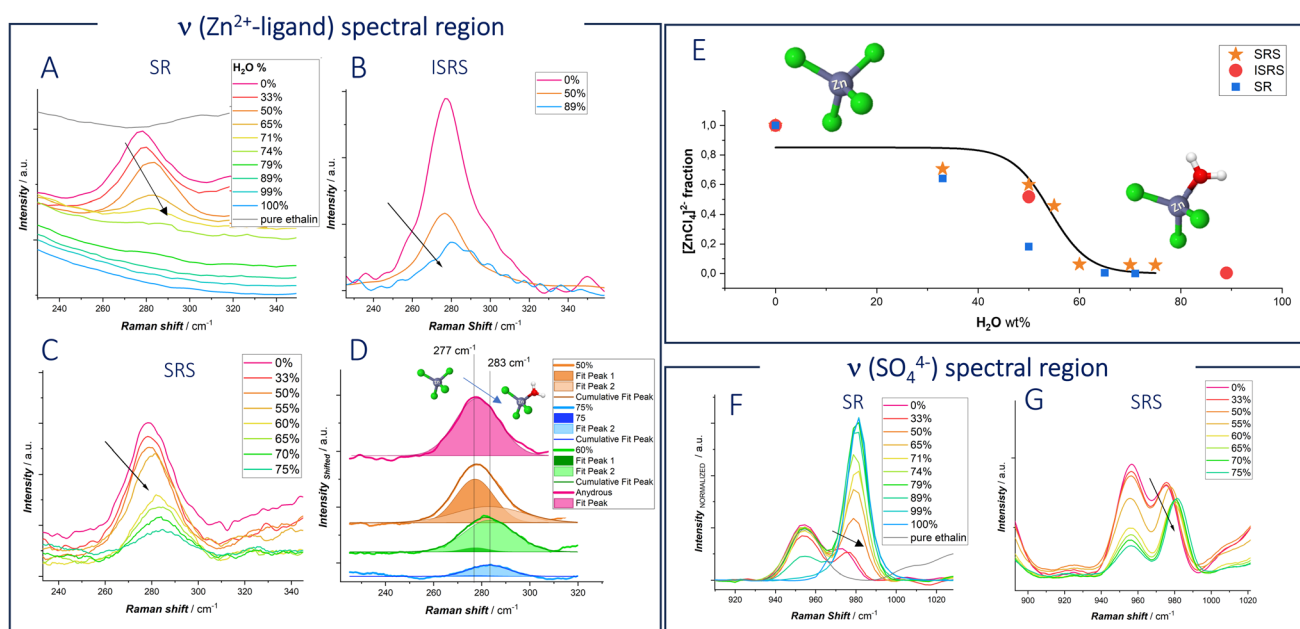 ν (Zn²⁺-ligand) spectral region
A
SR
H₂O %
0%
33%
50%
65%
71%
74%
79%
89%
99%
100%
pure ethalin
Intensity / a.u.
240 260 280 300 320 340
Raman shift / cm⁻¹
B
ISRS
0%
50%
89%
Intensity / a.u.
240 260 280 300 320 340
Raman Shift / cm⁻¹
C
SRS
0%
33%
50%
55%
60%
65%
70%
75%
Intensity / a.u.
240 260 280 300 320 340
Raman shift / cm⁻¹
D
277 cm⁻¹
283 cm⁻¹
50%
Fit Peak 1
Fit Peak 2
Cumulative Fit Peak
75%
75
Fit Peak 2
Cumulative Fit Peak
60%
Fit Peak 1
Fit Peak 2
Cumulative Fit Peak
Anydrous
Fit Peak
Intensity Shifted / a.u.
220 240 260 280 300 320
Raman shift / cm⁻¹
E
Zn
Zn
SRS
ISRS
SR
1,0
0,8
0,6
0,4
0,2
0,0
[ZnCl₄]²⁻ fraction
0 20 40 60 80 100
H₂O wt%
ν (SO₄⁴⁻) spectral region
F
SR
0%
33%
50%
65%
71%
74%
79%
89%
99%
100%
pure ethalin
Intensity NORMALIZED / a.u.
920 940 960 980 1000 1020
Raman shift / cm⁻¹
G
SRS
0%
33%
50%
55%
60%
65%
70%
75%
Intensity / a.u.
900 920 940 960 980 1000 1020
Raman shift / cm⁻¹